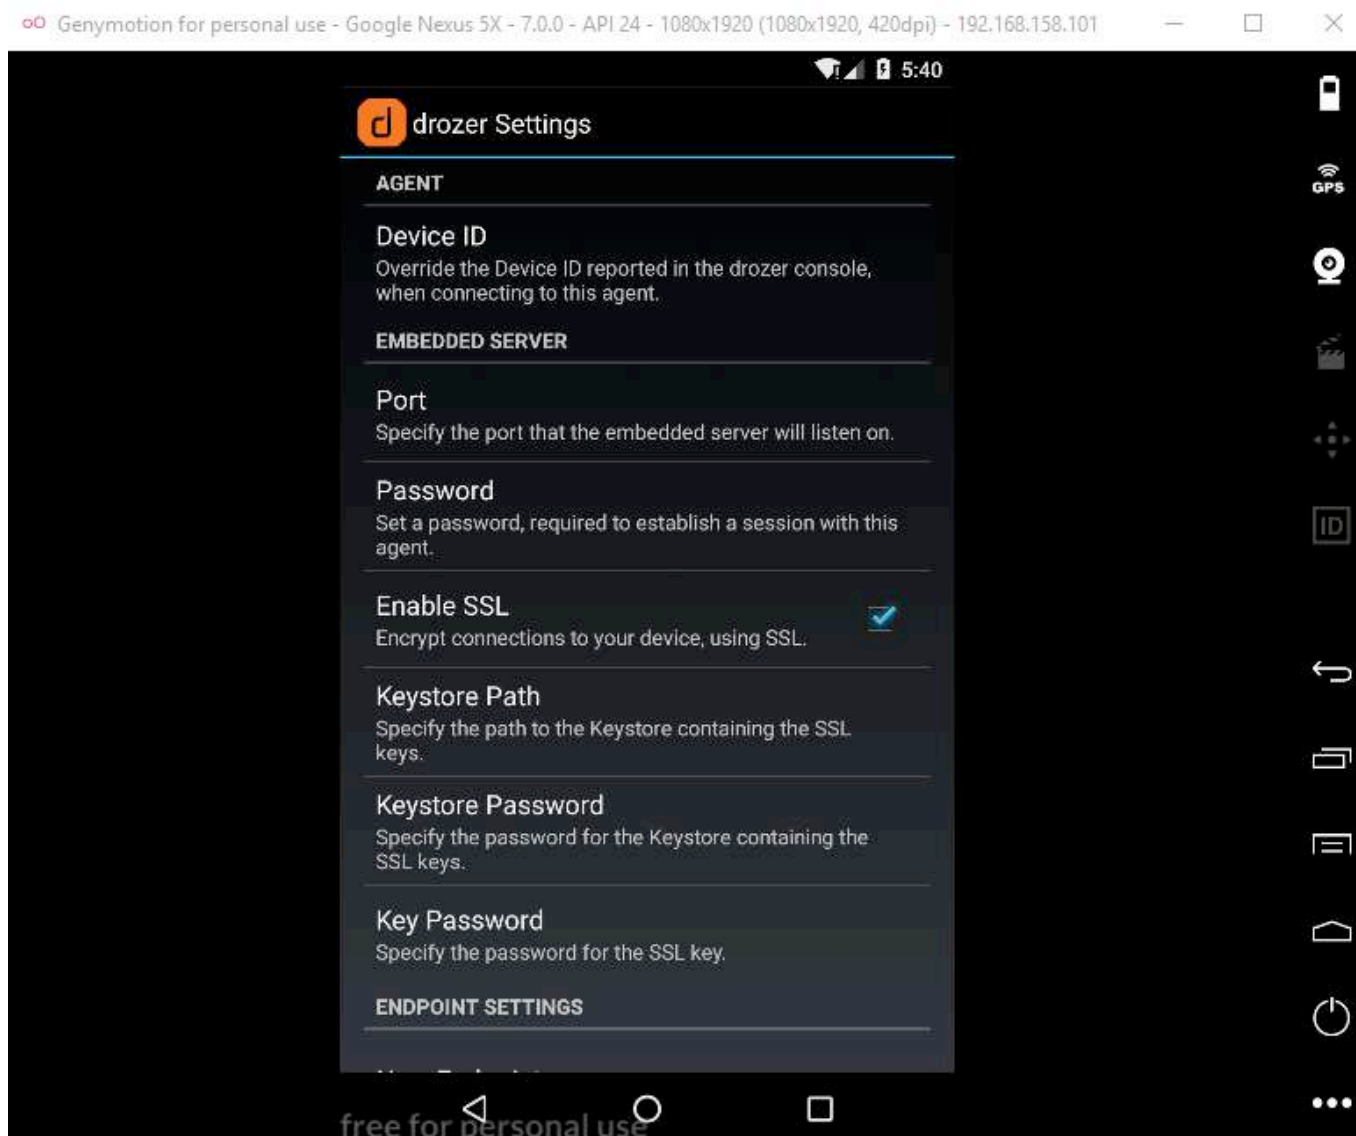 Genymotion for personal use - Google Nexus 5X - 7.0.0 - API 24 - 1080x1920 (1080x1920, 420dpi) - 192.168.158.101
5:40
drozer Settings
AGENT
Device ID
Override the Device ID reported in the drozer console,
when connecting to this agent.
EMBEDDED SERVER
Port
Specify the port that the embedded server will listen on.
Password
Set a password, required to establish a session with this
agent.
Enable SSL
Encrypt connections to your device, using SSL.
Keystore Path
Specify the path to the Keystore containing the SSL
keys.
Keystore Password
Specify the password for the Keystore containing the
SSL keys.
Key Password
Specify the password for the SSL key.
ENDPOINT SETTINGS
free for personal use
GPS
ID